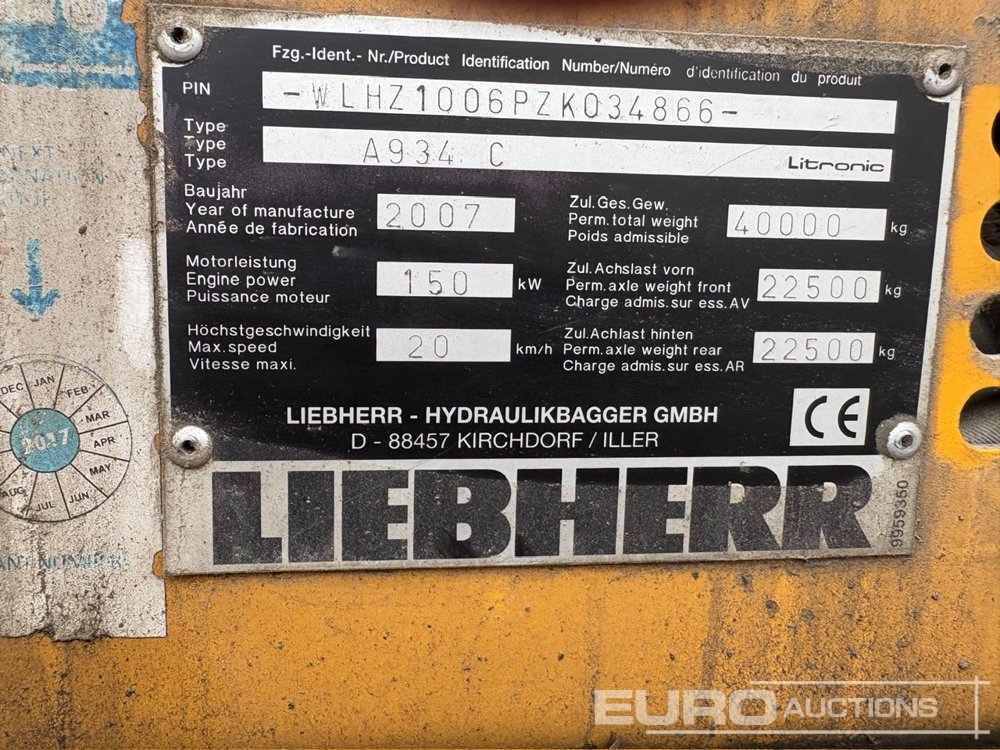 Fzg.-Ident.- Nr./Product Identification Number/Numéro d'identification du produit
PIN -WLHZ1006PZK034866-
Type
Type A934 C Litronic
Type
Baujahr
Year of manufacture 2007
Année de fabrication
Zul.Ges.Gew.
Perm.total weight 40000 kg
Poids admissible
Motorleistung
Engine power 150 kW
Puissance moteur
Zul.Achslast vorn
Perm.axle weight front 22500 kg
Charge admis.sur ess.AV
Höchstgeschwindigkeit
Max.speed 20 km/h
Vitesse maxi.
Zul.Achlast hinten
Perm.axle weight rear 22500 kg
Charge admis.sur ess.AR
LIEBHERR - HYDRAULIKBAGGER GMBH
D - 88457 KIRCHDORF / ILLER
CE
LIEBHERR
9959350
NEXT
DEC JAN FEB MAR APR MAY JUN JUL AUG
2017
EURO AUCTIONS